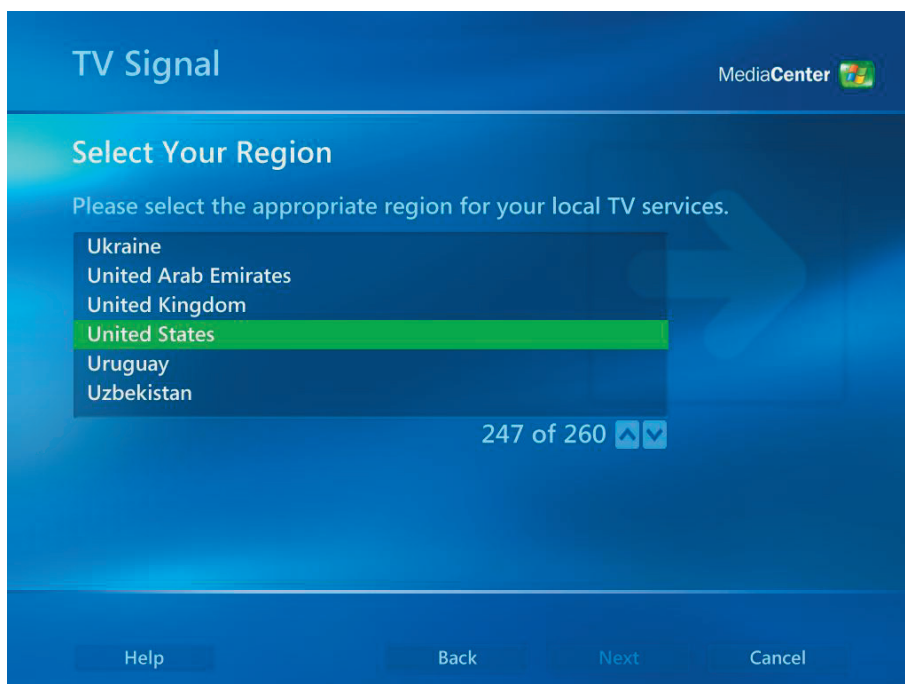 TV Signal
MediaCenter
Select Your Region
Please select the appropriate region for your local TV services.
Ukraine
United Arab Emirates
United Kingdom
United States
Uruguay
Uzbekistan
247 of 260
Help Back Next Cancel